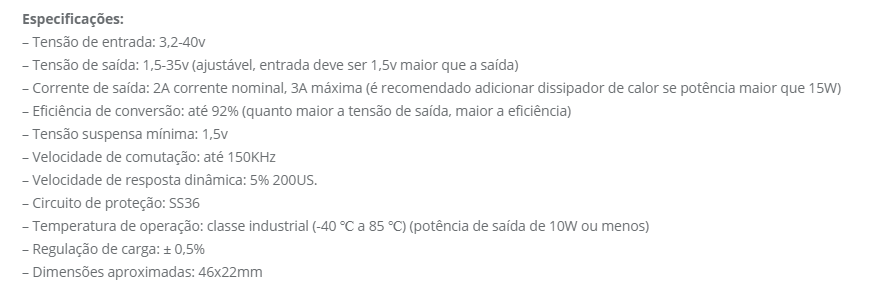 Especificações:
– Tensão de entrada: 3,2-40v
– Tensão de saída: 1,5-35v (ajustável, entrada deve ser 1,5v maior que a saída)
– Corrente de saída: 2A corrente nominal, 3A máxima (é recomendado adicionar dissipador de calor se potência maior que 15W)
– Eficiência de conversão: até 92% (quanto maior a tensão de saída, maior a eficiência)
– Tensão suspensa mínima: 1,5v
– Velocidade de comutação: até 150KHz
– Velocidade de resposta dinâmica: 5% 200US.
– Circuito de proteção: SS36
– Temperatura de operação: classe industrial (-40 ℃ a 85 ℃) (potência de saída de 10W ou menos)
– Regulação de carga: ± 0,5%
– Dimensões aproximadas: 46x22mm